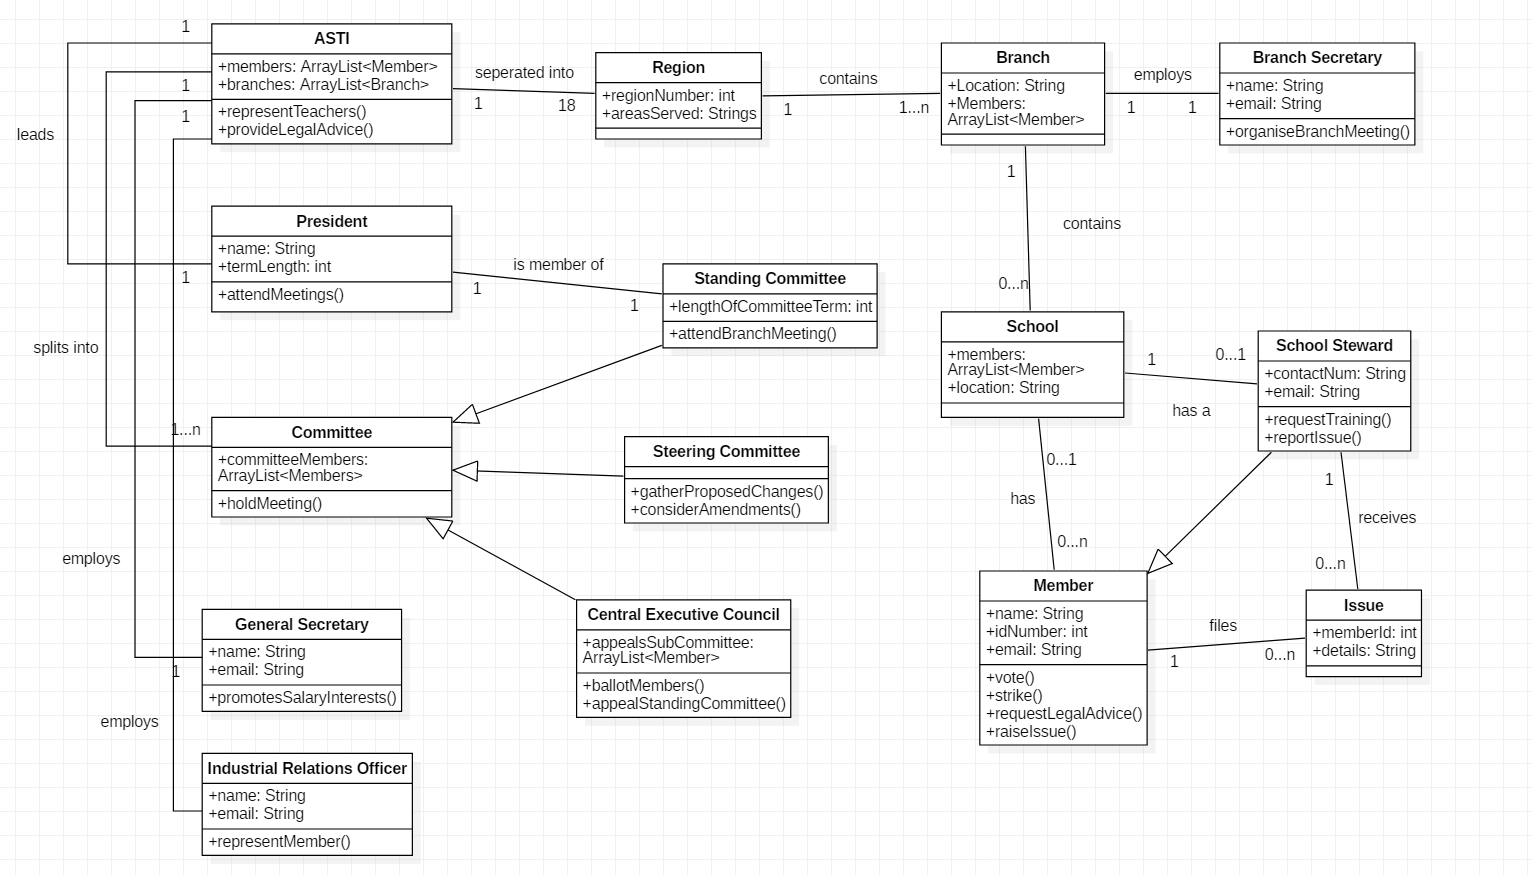 1
ASTI
+members: ArrayList<Member>
+branches: ArrayList<Branch>
+representTeachers()
+provideLegalAdvice()
1
1
leads
seperated into
1
18
Region
+regionNumber: int
+areasServed: Strings
contains
1
1...n
Branch
+Location: String
+Members:
ArrayList<Member>
employs
1
1
Branch Secretary
+name: String
+email: String
+organiseBranchMeeting()
1
contains
0...n
President
+name: String
+termLength: int
+attendMeetings()
1
is member of
1
1
Standing Committee
+lengthOfCommitteeTerm: int
+attendBranchMeeting()
splits into
School
+members:
ArrayList<Member>
+location: String
1
0...1
has a
School Steward
+contactNum: String
+email: String
+requestTraining()
+reportIssue()
1...n
Committee
+committeeMembers:
ArrayList<Members>
+holdMeeting()
Steering Committee
+gatherProposedChanges()
+considerAmendments()
0...1
has
0...n
1
receives
0...n
employs
General Secretary
+name: String
+email: String
+promotesSalaryInterests()
1
Central Executive Council
+appealsSubCommittee:
ArrayList<Member>
+ballotMembers()
+appealStandingCommittee()
Member
+name: String
+idNumber: int
+email: String
+vote()
+strike()
+requestLegalAdvice()
+raiseIssue()
files
1
0...n
Issue
+memberId: int
+details: String
employs
Industrial Relations Officer
+name: String
+email: String
+representMember()